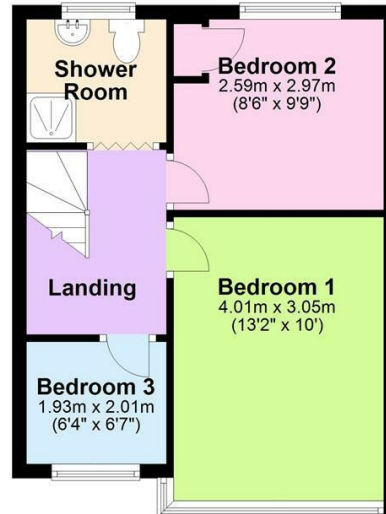 Shower
Room
Bedroom 2
2.59m x 2.97m
(8'6" x 9'9")
Landing
Bedroom 1
4.01m x 3.05m
(13'2" x 10')
Bedroom 3
1.93m x 2.01m
(6'4" x 6'7")